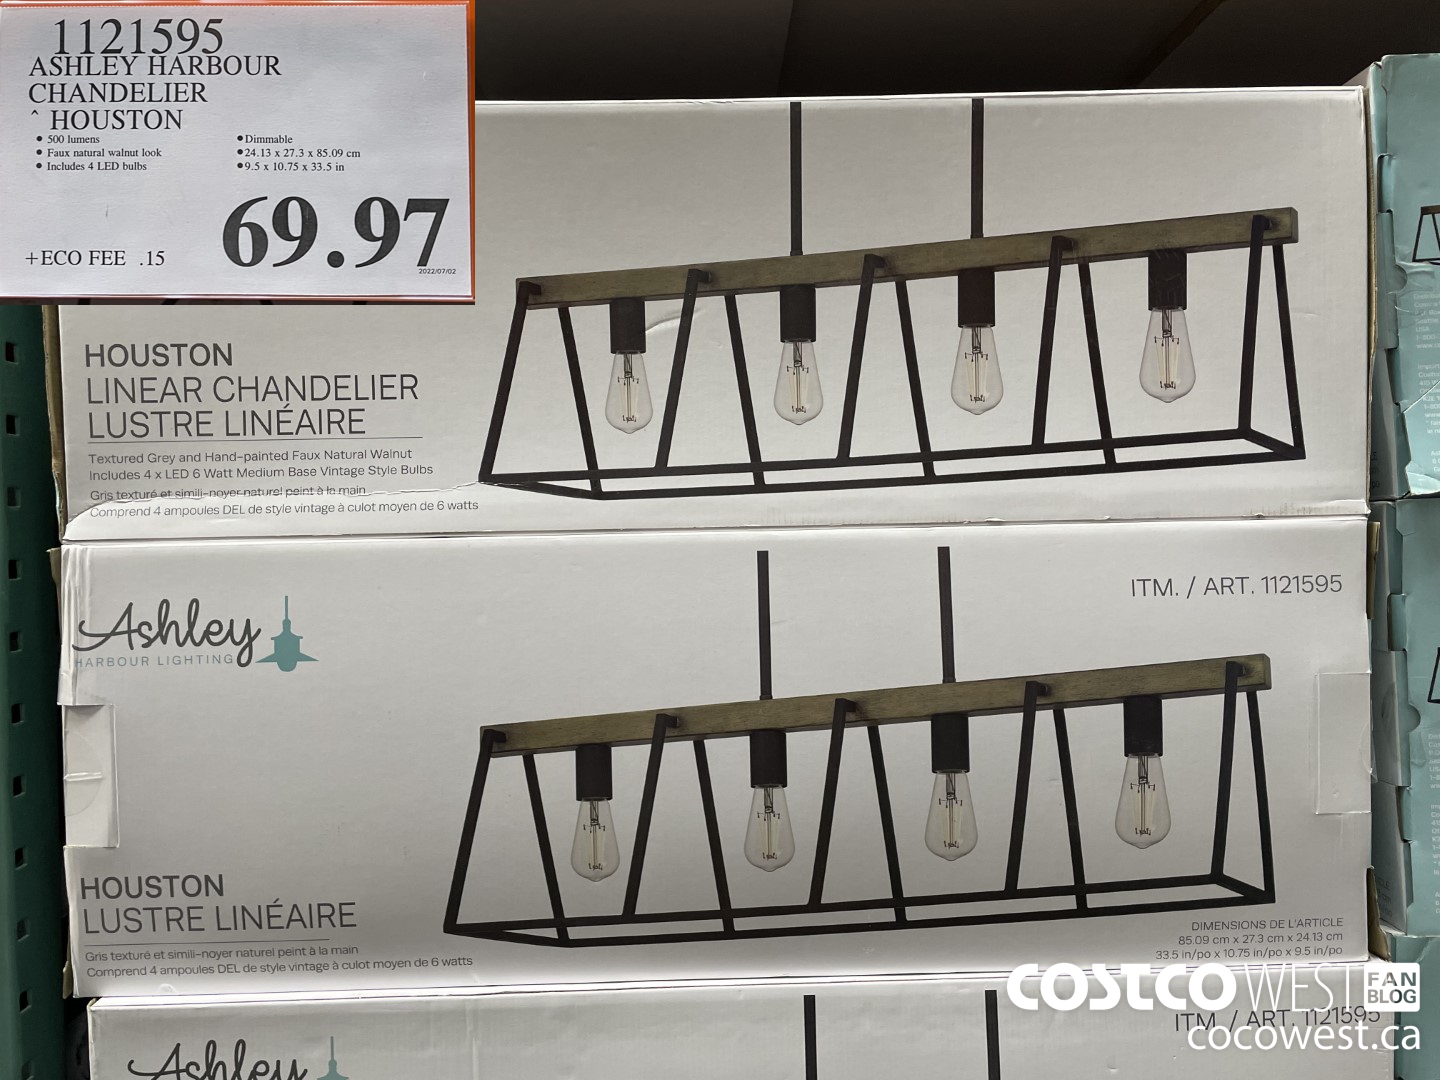 1121595
ASHLEY HARBOUR
CHANDELIER
^ HOUSTON
• 500 lumens
• Faux natural walnut look
• Includes 4 LED bulbs
• Dimmable
• 24.13 x 27.3 x 85.09 cm
• 9.5 x 10.75 x 33.5 in
69.97
+ECO FEE .15
2022/07/02
HOUSTON
LINEAR CHANDELIER
LUSTRE LINÉAIRE
Textured Grey and Hand-painted Faux Natural Walnut
Includes 4 x LED 6 Watt Medium Base Vintage Style Bulbs
Gris texturé et simili-noyer naturel peint à la main
Comprend 4 ampoules DEL de style vintage à culot moyen de 6 watts
Ashley
HARBOUR LIGHTING
ITM. / ART. 1121595
HOUSTON
LUSTRE LINÉAIRE
Gris texturé et simili-noyer naturel peint à la main
Comprend 4 ampoules DEL de style vintage à culot moyen de 6 watts
DIMENSIONS DE L'ARTICLE
85.09 cm x 27.3 cm x 24.13 cm
33.5 in/po x 10.75 in/po x 9.5 in/po
COSTCO WEST FAN BLOG
ITM. / ART. 1121595
cocowest.ca
Ashley